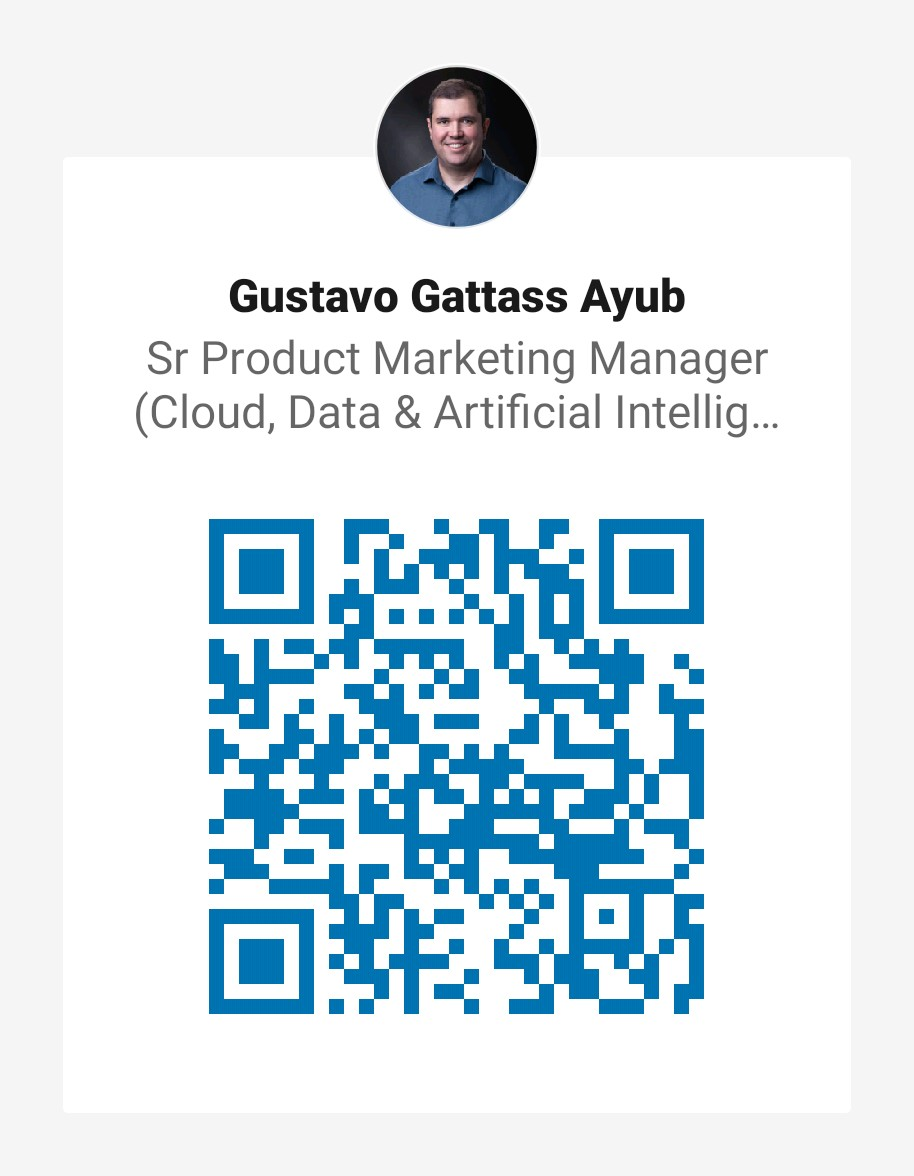 Gustavo Gattass Ayub
Sr Product Marketing Manager
(Cloud, Data & Artificial Intellig...